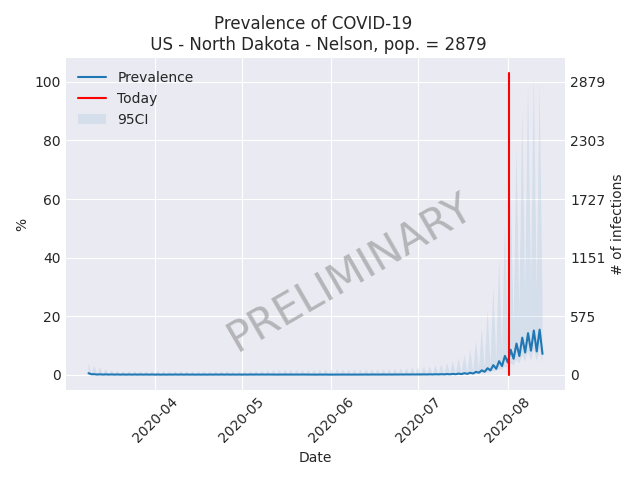 Prevalence of COVID-19
US - North Dakota - Nelson, pop. = 2879
Prevalence
Today
95CI
100
80
60
40
20
0
%
2879
2303
1727
1151
575
0
# of infections
PRELIMINARY
2020-04
2020-05
2020-06
2020-07
2020-08
Date